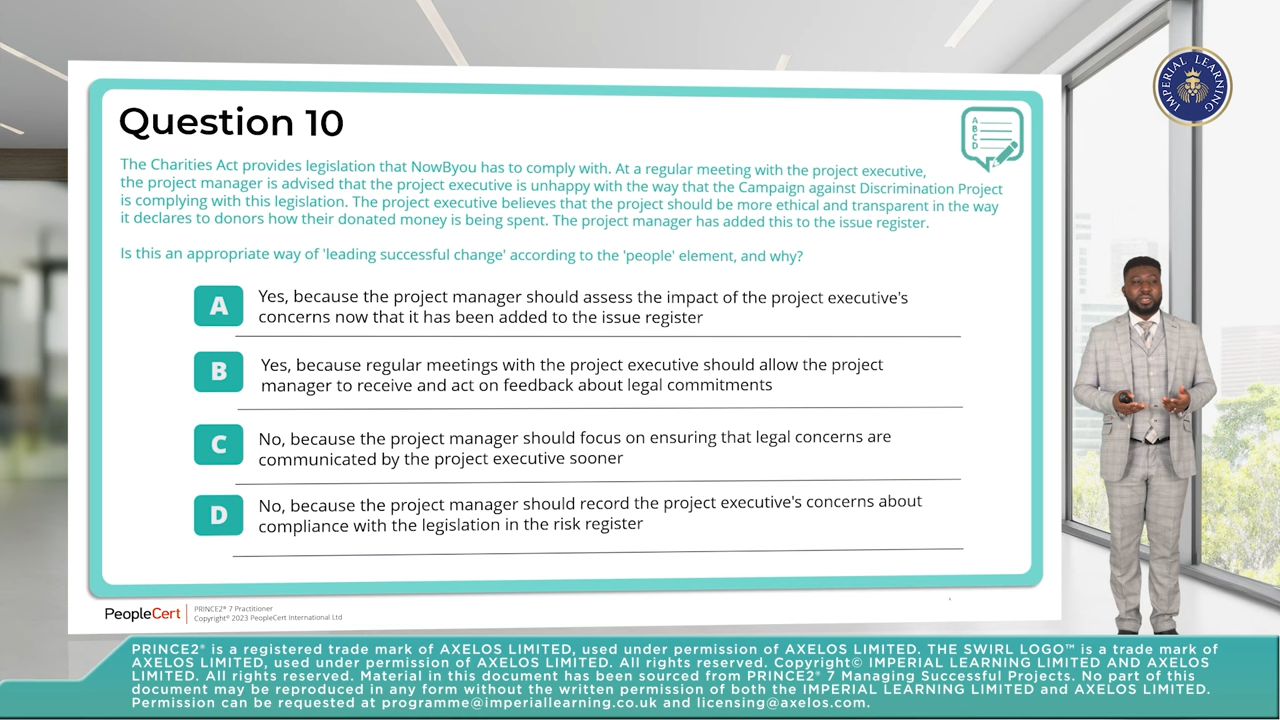 Question 10
The Charities Act provides legislation that NowByou has to comply with. At a regular meeting with the project executive,
the project manager is advised that the project executive is unhappy with the way that the Campaign against Discrimination Project
is complying with this legislation. The project executive believes that the project should be more ethical and transparent in the way
it declares to donors how their donated money is being spent. The project manager has added this to the issue register.
Is this an appropriate way of 'leading successful change' according to the 'people' element, and why?
A
Yes, because the project manager should assess the impact of the project executive's
concerns now that it has been added to the issue register
B
Yes, because regular meetings with the project executive should allow the project
manager to receive and act on feedback about legal commitments
C
No, because the project manager should focus on ensuring that legal concerns are
communicated by the project executive sooner
D
No, because the project manager should record the project executive's concerns about
compliance with the legislation in the risk register
A
B
C
D
IMPERIAL LEARNING
PeopleCert
PRINCE2® 7 Practitioner
Copyright® 2023 PeopleCert International Ltd
PRINCE2® is a registered trade mark of AXELOS LIMITED, used under permission of AXELOS LIMITED. THE SWIRL LOGO™ is a trade mark of
AXELOS LIMITED, used under permission of AXELOS LIMITED. All rights reserved. Copyright© IMPERIAL LEARNING LIMITED AND AXELOS
LIMITED. All rights reserved. Material in this document has been sourced from PRINCE2® 7 Managing Successful Projects. No part of this
document may be reproduced in any form without the written permission of both the IMPERIAL LEARNING LIMITED and AXELOS LIMITED.
Permission can be requested at programme@imperiallearning.co.uk and licensing@axelos.com.